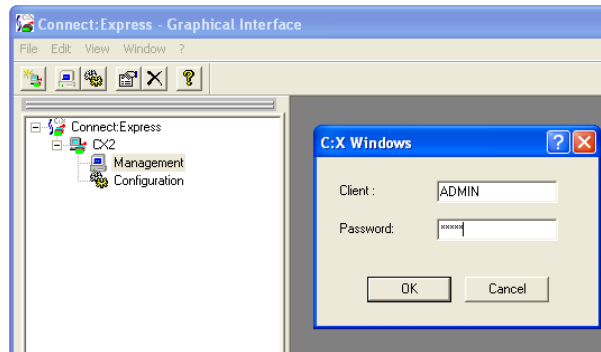 Connect:Express - Graphical Interface
File Edit View Window ?
Connect:Express
CX2
Management
Configuration
C:X Windows
Client :
ADMIN
Password:
*****
OK
Cancel